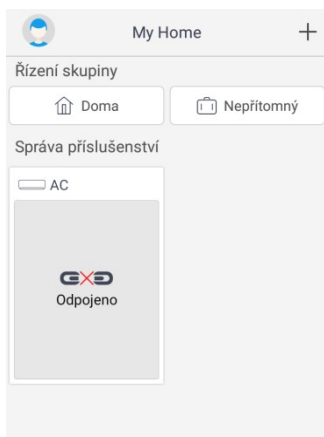 My Home
Řízení skupiny
Doma
Nepřítomný
Správa příslušenství
AC
Odpojeno